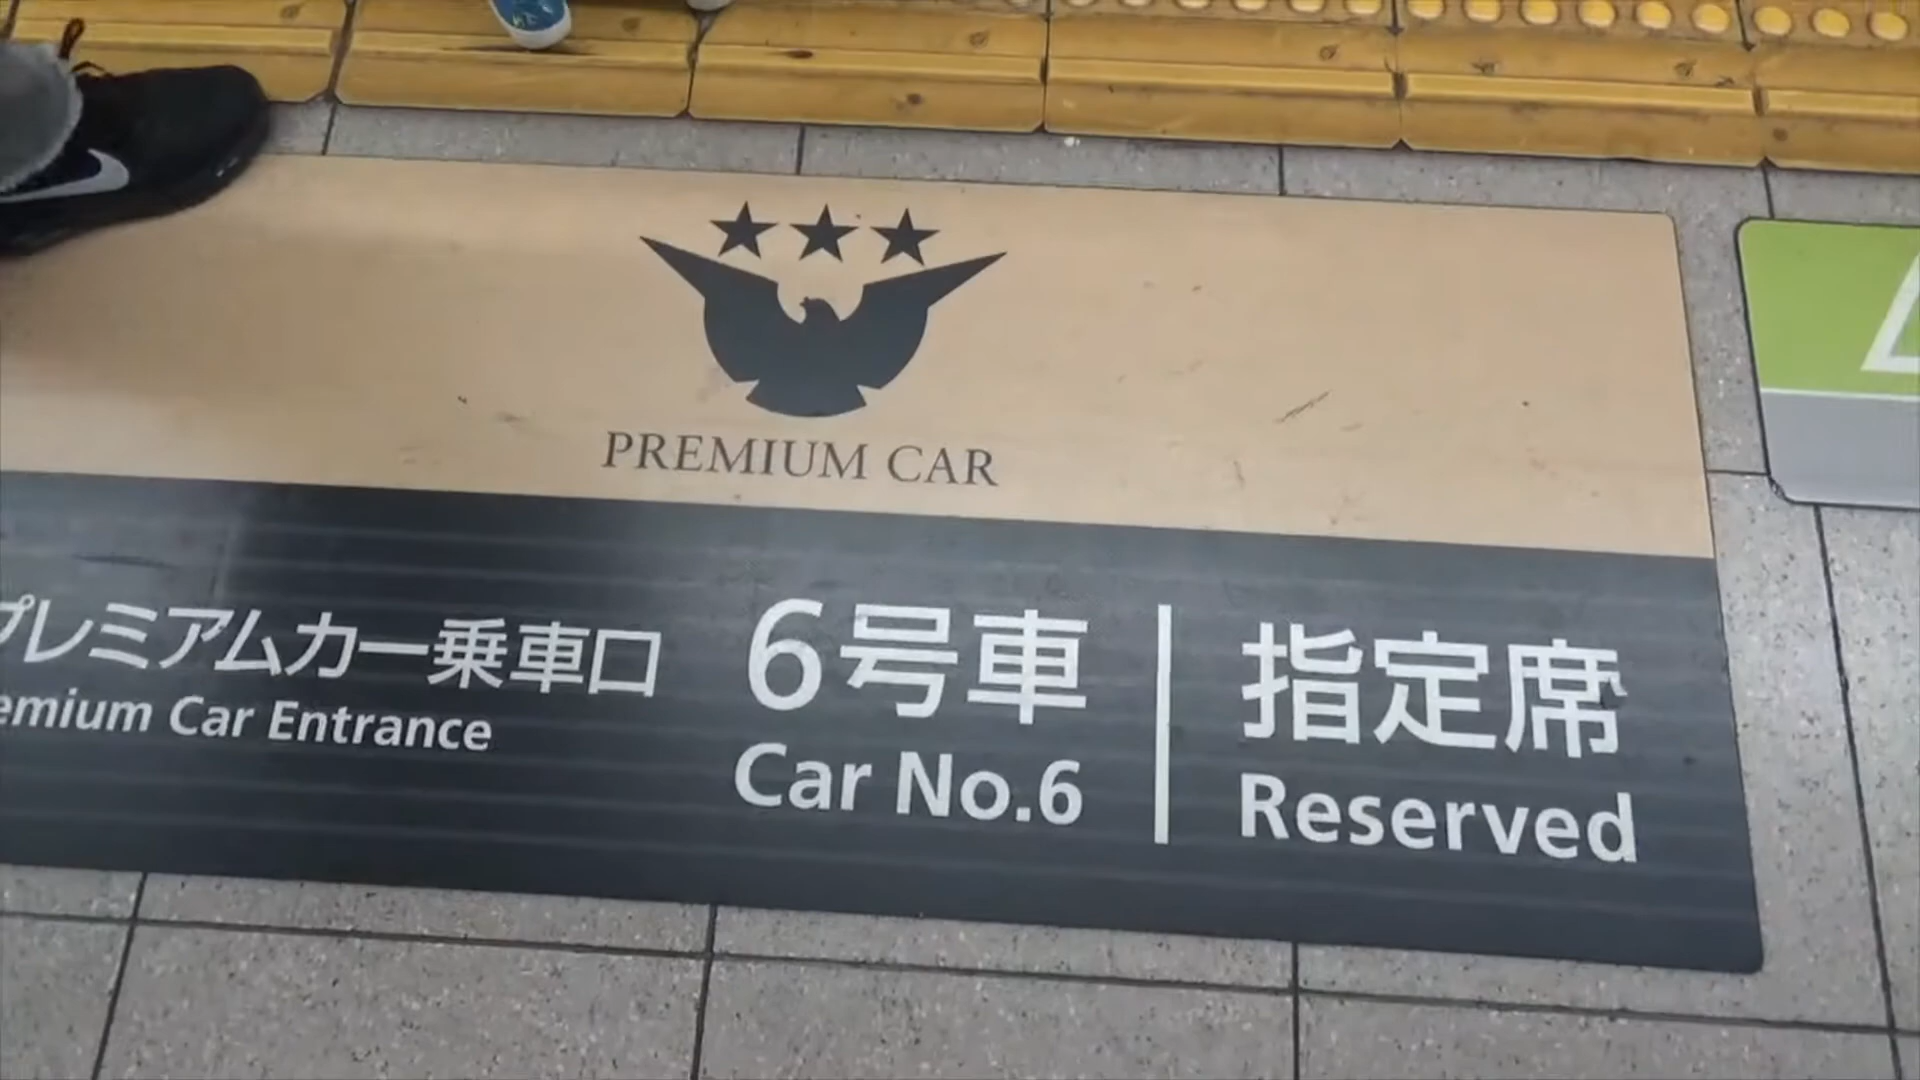 PREMIUM CAR
プレミアムカー乗車口
emium Car Entrance
6号車
Car No.6
指定席
Reserved